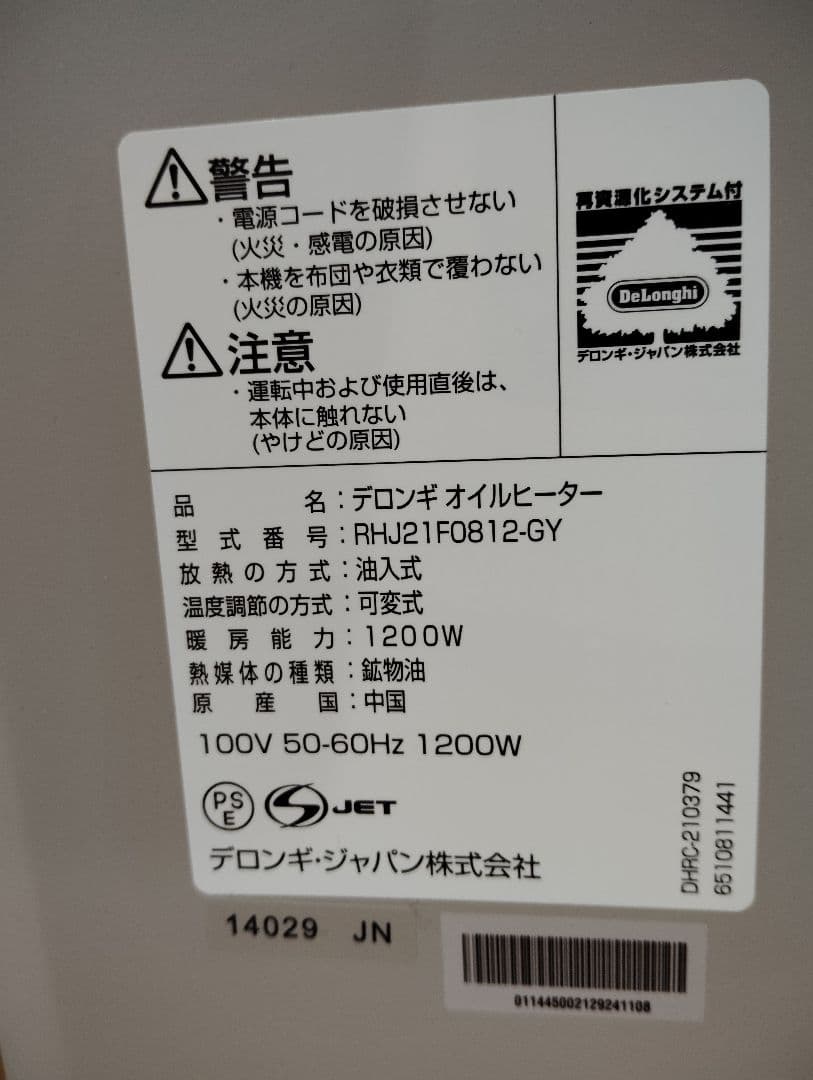 警告
・電源コードを破損させない
(火災・感電の原因)
・本機を布団や衣類で覆わない
(火災の原因)
注意
・運転中および使用直後は、
本体に触れない
(やけどの原因)
再資源化システム付
DeLonghi
デロンギ・ジャパン株式会社
品名：デロンギ オイルヒーター
型式番号：RHJ21F0812-GY
放熱の方式：油入式
温度調節の方式：可変式
暖房能力：1200W
熱媒体の種類：鉱物油
原産国：中国
100V 50-60Hz 1200W
PS
E
S JET
デロンギ・ジャパン株式会社
DHRC-210379
6510811441
14029 JN
011445002129241108